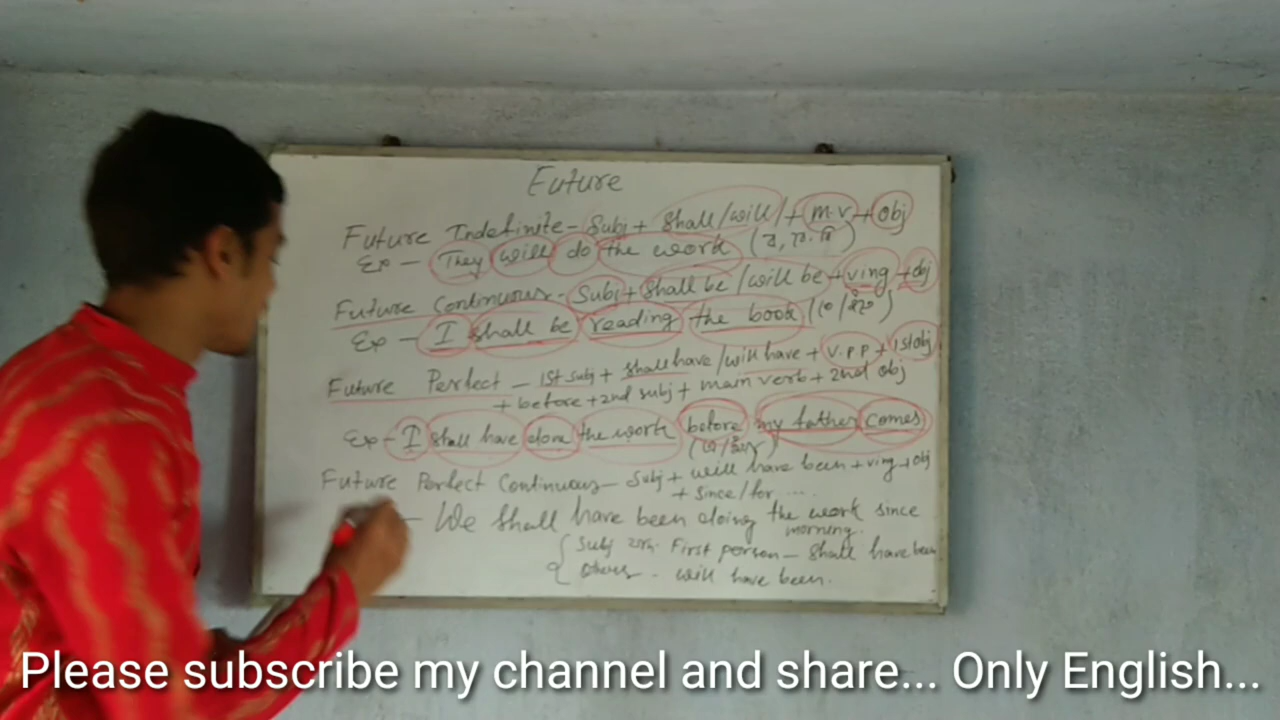 Future
Future Indefinite - Subj + shall/will/ + m.v + obj
Exp - They will do the work
Future Continuous - Subj + shall be/will be + ving + obj
Exp - I shall be reading the book
Future Perfect - 1st subj + shall have/will have + v.p.p + 1st obj
+ before + 2nd subj + main verb + 2nd obj
Exp - I shall have done the work before my father comes
Future Perfect Continuous - Subj + will have been + ving + obj
+ since/for ....
- We shall have been doing the work since
morning.
Subj First person - shall have been
Others - will have been.
Please subscribe my channel and share... Only English...